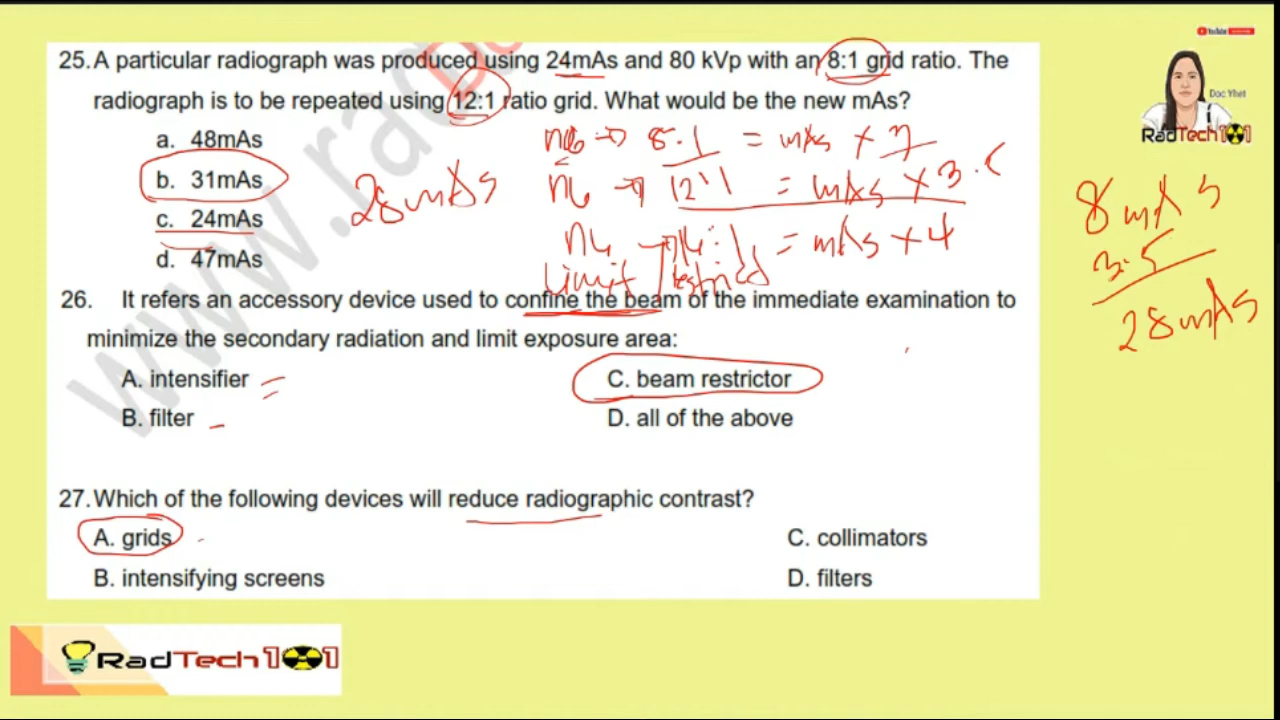 YouTube
25. A particular radiograph was produced using 24mAs and 80 kVp with an 8:1 grid ratio. The
radiograph is to be repeated using 12:1 ratio grid. What would be the new mAs?
a. 48mAs
b. 31mAs
c. 24mAs
d. 47mAs
28mAs
8:1 = mAs x
12:1 = mAs x 3.
= mAs x 4
Limit / restricted
Doc Yhet
RadTech101
8mAs
3.5
28mAs
26. It refers an accessory device used to confine the beam of the immediate examination to
minimize the secondary radiation and limit exposure area:
A. intensifier
B. filter
C. beam restrictor
D. all of the above
27. Which of the following devices will reduce radiographic contrast?
A. grids
B. intensifying screens
C. collimators
D. filters
RadTech101